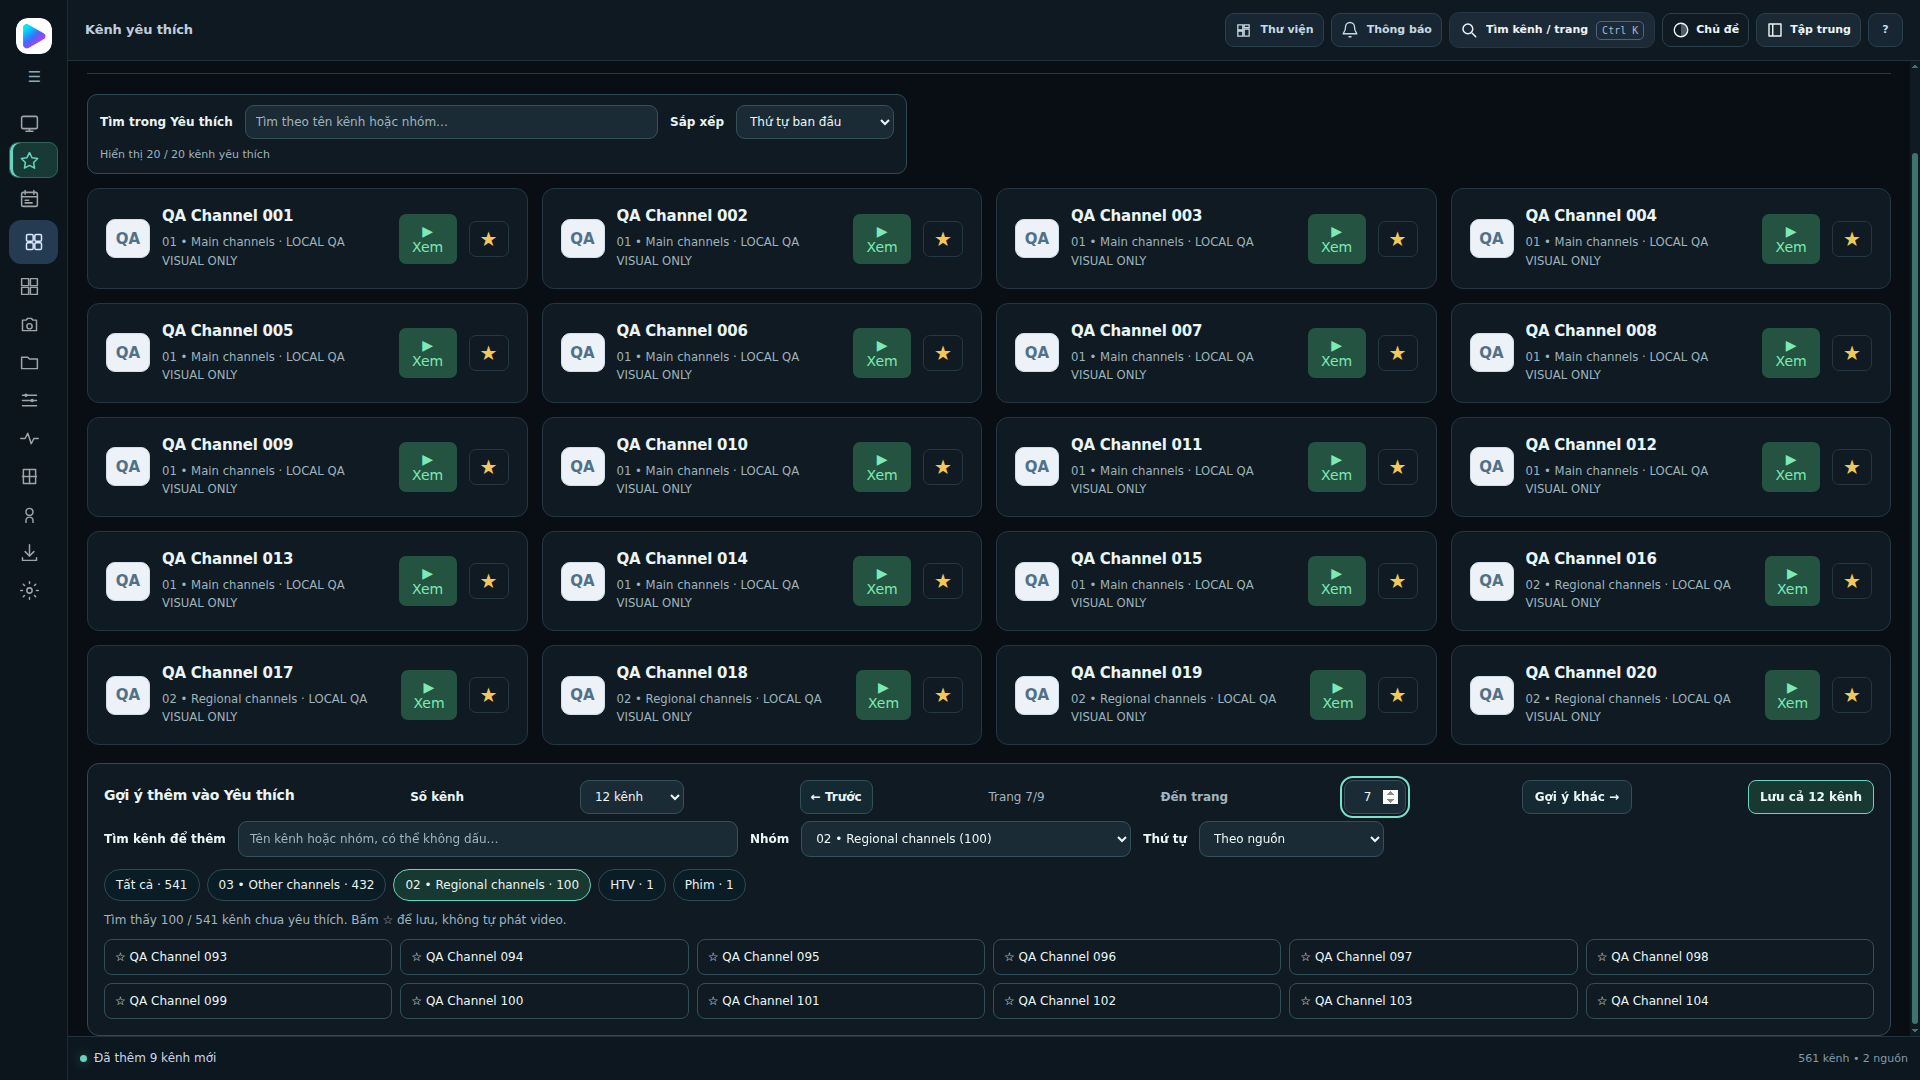 Kênh yêu thích
Thư viện
Thông báo
Tìm kênh / trang Ctrl K
Chủ đề
Tập trung
?
Tìm trong Yêu thích
Tìm theo tên kênh hoặc nhóm...
Sắp xếp
Thứ tự ban đầu
Hiển thị 20 / 20 kênh yêu thích
QA
QA Channel 001
01 • Main channels · LOCAL QA
VISUAL ONLY
▶
Xem
★
QA
QA Channel 002
01 • Main channels · LOCAL QA
VISUAL ONLY
▶
Xem
★
QA
QA Channel 003
01 • Main channels · LOCAL QA
VISUAL ONLY
▶
Xem
★
QA
QA Channel 004
01 • Main channels · LOCAL QA
VISUAL ONLY
▶
Xem
★
QA
QA Channel 005
01 • Main channels · LOCAL QA
VISUAL ONLY
▶
Xem
★
QA
QA Channel 006
01 • Main channels · LOCAL QA
VISUAL ONLY
▶
Xem
★
QA
QA Channel 007
01 • Main channels · LOCAL QA
VISUAL ONLY
▶
Xem
★
QA
QA Channel 008
01 • Main channels · LOCAL QA
VISUAL ONLY
▶
Xem
★
QA
QA Channel 009
01 • Main channels · LOCAL QA
VISUAL ONLY
▶
Xem
★
QA
QA Channel 010
01 • Main channels · LOCAL QA
VISUAL ONLY
▶
Xem
★
QA
QA Channel 011
01 • Main channels · LOCAL QA
VISUAL ONLY
▶
Xem
★
QA
QA Channel 012
01 • Main channels · LOCAL QA
VISUAL ONLY
▶
Xem
★
QA
QA Channel 013
01 • Main channels · LOCAL QA
VISUAL ONLY
▶
Xem
★
QA
QA Channel 014
01 • Main channels · LOCAL QA
VISUAL ONLY
▶
Xem
★
QA
QA Channel 015
01 • Main channels · LOCAL QA
VISUAL ONLY
▶
Xem
★
QA
QA Channel 016
02 • Regional channels · LOCAL QA
VISUAL ONLY
▶
Xem
★
QA
QA Channel 017
02 • Regional channels · LOCAL QA
VISUAL ONLY
▶
Xem
★
QA
QA Channel 018
02 • Regional channels · LOCAL QA
VISUAL ONLY
▶
Xem
★
QA
QA Channel 019
02 • Regional channels · LOCAL QA
VISUAL ONLY
▶
Xem
★
QA
QA Channel 020
02 • Regional channels · LOCAL QA
VISUAL ONLY
▶
Xem
★
Gợi ý thêm vào Yêu thích
Số kênh
12 kênh
← Trước
Trang 7/9
Đến trang
7
Gợi ý khác →
Lưu cả 12 kênh
Tìm kênh để thêm
Tên kênh hoặc nhóm, có thể không dấu...
Nhóm
02 • Regional channels (100)
Thứ tự
Theo nguồn
Tất cả · 541
03 • Other channels · 432
02 • Regional channels · 100
HTV · 1
Phim · 1
Tìm thấy 100 / 541 kênh chưa yêu thích. Bấm ☆ để lưu, không tự phát video.
☆ QA Channel 093
☆ QA Channel 094
☆ QA Channel 095
☆ QA Channel 096
☆ QA Channel 097
☆ QA Channel 098
☆ QA Channel 099
☆ QA Channel 100
☆ QA Channel 101
☆ QA Channel 102
☆ QA Channel 103
☆ QA Channel 104
Đã thêm 9 kênh mới
561 kênh • 2 nguồn